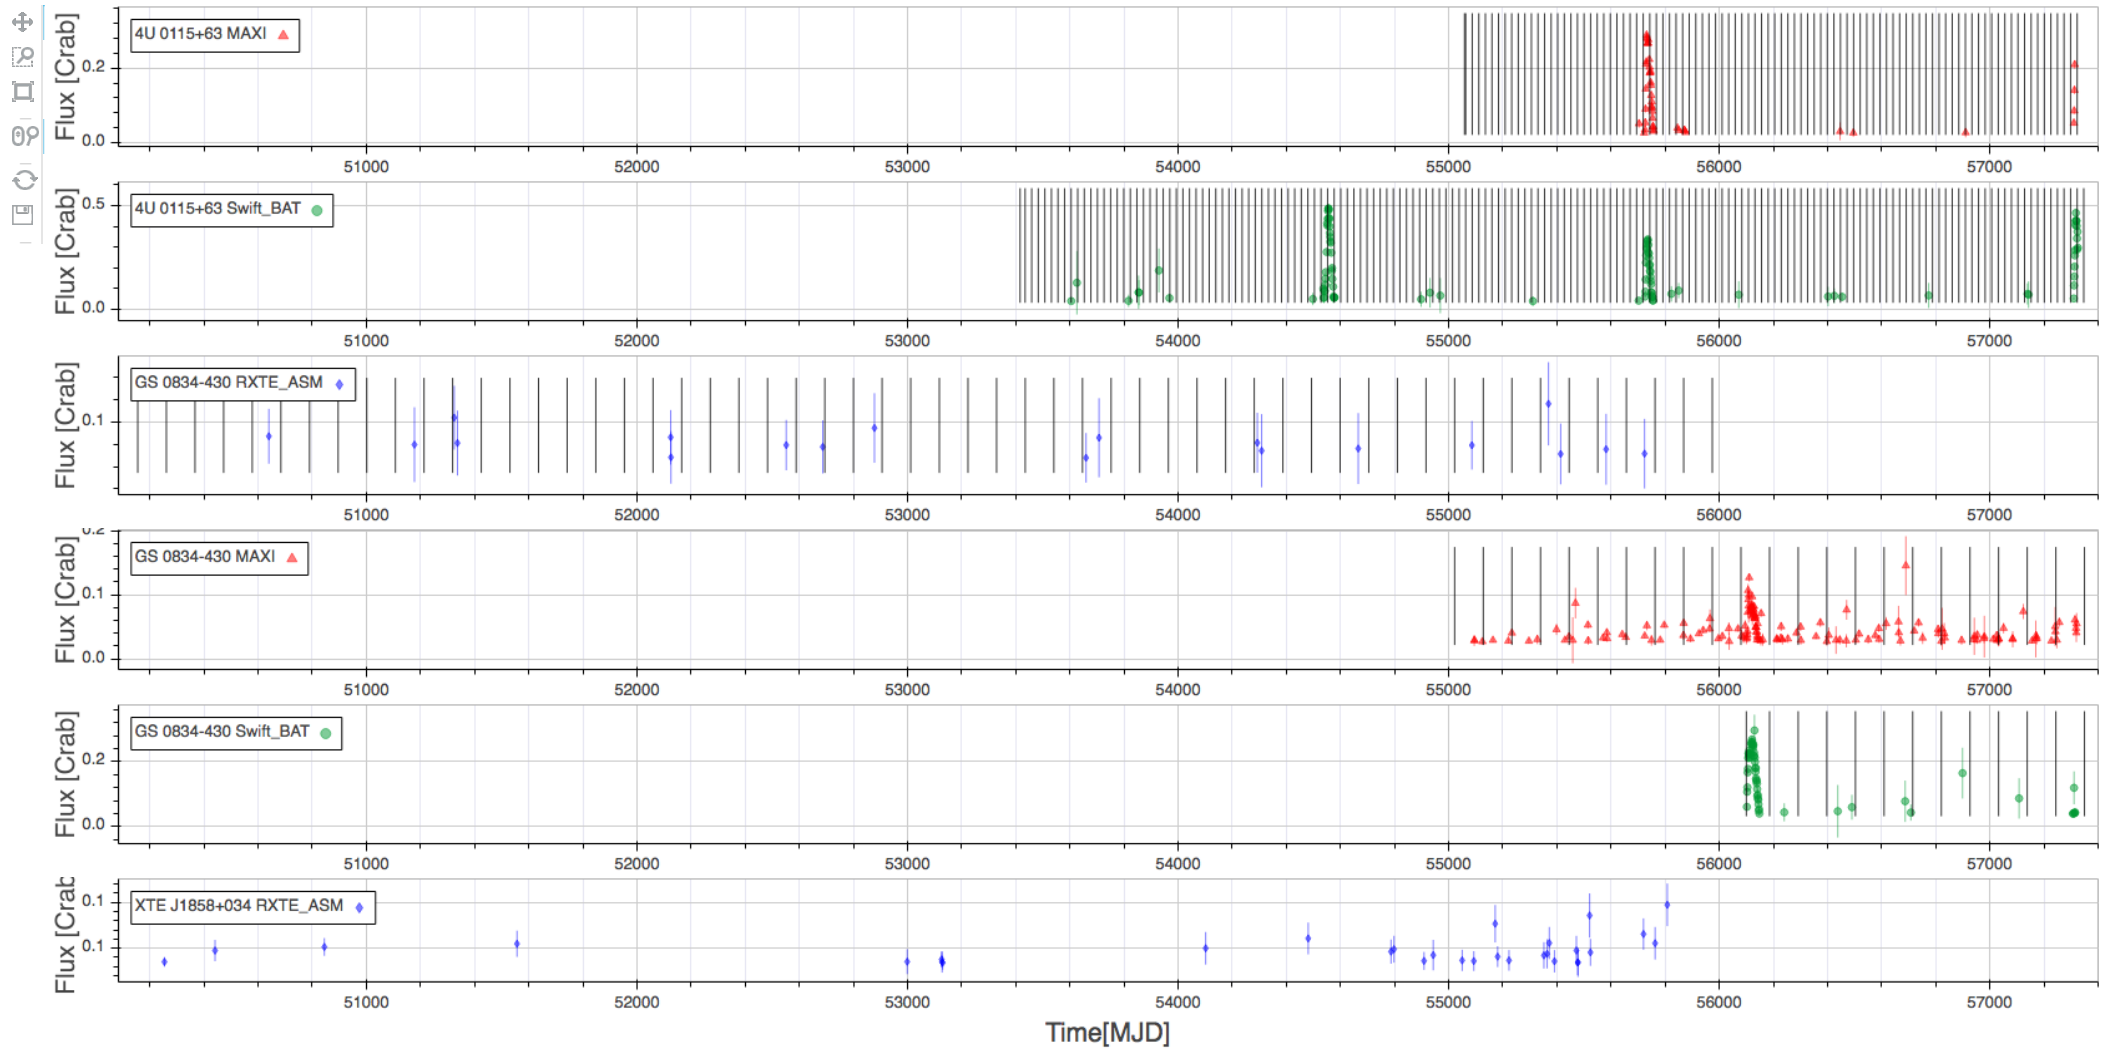 4U 0115+63 MAXI
Flux [Crab]
0.2
0.0
51000 52000 53000 54000 55000 56000 57000
4U 0115+63 Swift_BAT
Flux [Crab]
0.5
0.0
51000 52000 53000 54000 55000 56000 57000
GS 0834-430 RXTE_ASM
Flux [Crab]
0.1
51000 52000 53000 54000 55000 56000 57000
GS 0834-430 MAXI
Flux [Crab]
0.2
0.1
0.0
51000 52000 53000 54000 55000 56000 57000
GS 0834-430 Swift_BAT
Flux [Crab]
0.2
0.0
51000 52000 53000 54000 55000 56000 57000
XTE J1858+034 RXTE_ASM
Flux [Crab
0.1
0.1
51000 52000 53000 54000 55000 56000 57000
Time[MJD]